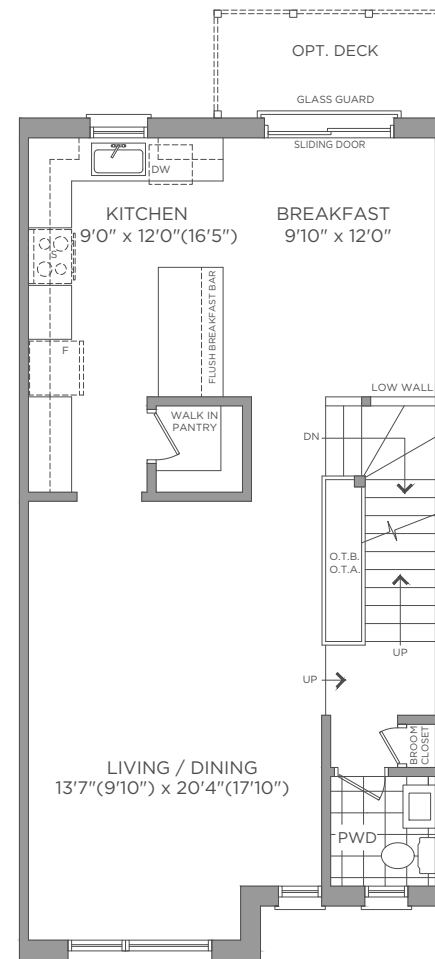 OPT. DECK
GLASS GUARD
SLIDING DOOR
DW
KITCHEN
9'0" x 12'0"(16'5")
BREAKFAST
9'10" x 12'0"
S
FLUSH BREAKFAST BAR
F
LOW WALL
WALK IN
PANTRY
DN
O.T.B.
O.T.A.
UP
UP
BROOM
CLOSET
LIVING / DINING
13'7"(9'10") x 20'4"(17'10")
PWD